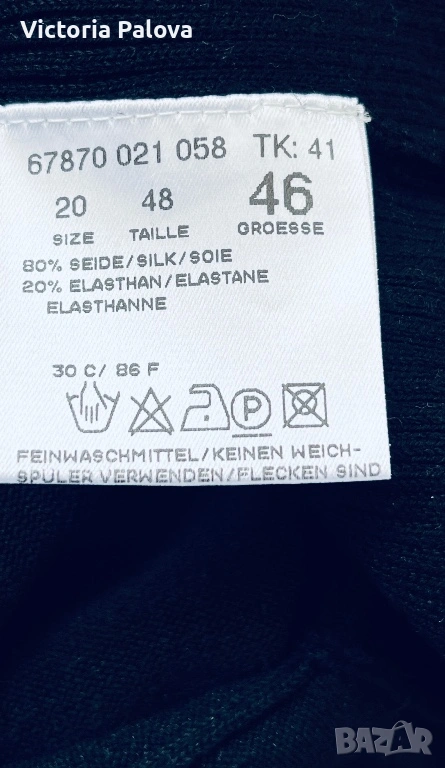 Victoria Palova
67870 021 058 TK: 41
20 48 46
SIZE TAILLE GROESSE
80% SEIDE/SILK/SOIE
20% ELASTHAN/ELASTANE
ELASTHANNE
30 C/ 86 F
P
FEINWASCHMITTEL/KEINEN WEICH-
SPÜLER VERWENDEN/FLECKEN SIND
BAZAR